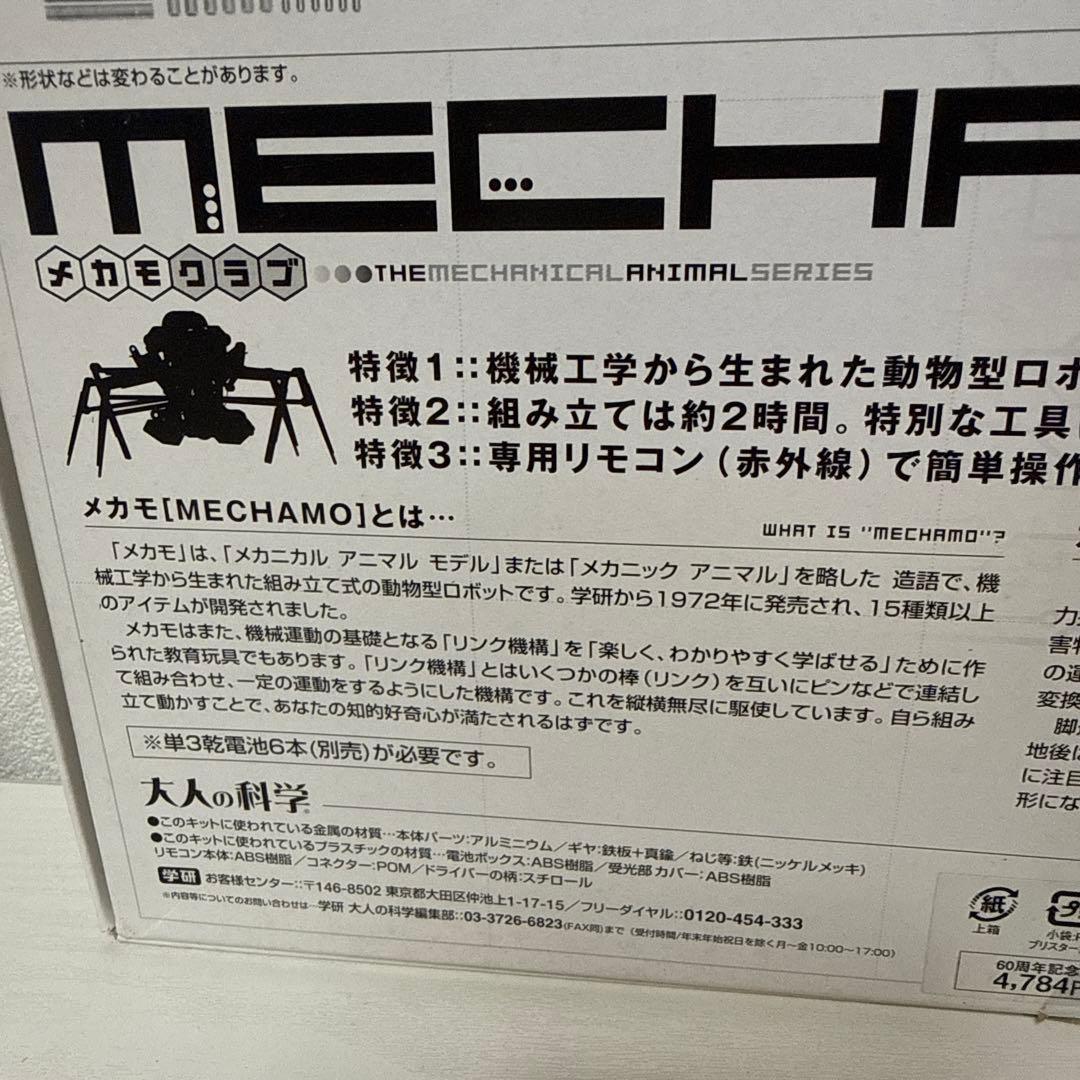 ※形状などは変わることがあります。
MECHA
メカモクラブ
THEMECHANICALANIMALSERIES
特徴1::機械工学から生まれた動物型ロボ
特徴2::組み立ては約2時間。特別な工具
特徴3::専用リモコン(赤外線)で簡単操作
メカモ[MECHAMO]とは…
WHAT IS "MECHAMO"?
「メカモ」は、「メカニカル アニマル モデル」または「メカニック アニマル」を略した 造語で、機
械工学から生まれた組み立て式の動物型ロボットです。学研から1972年に発売され、15種類以上
のアイテムが開発されました。
メカモはまた、機械運動の基礎となる「リンク機構」を「楽しく、わかりやすく学ばせる」ために作
られた教育玩具でもあります。「リンク機構」とはいくつかの棒(リンク)を互いにピンなどで連結し
て組み合わせ、一定の運動をするようにした機構です。これを縦横無尽に駆使しています。自ら組み
立て動かすことで、あなたの知的好奇心が満たされるはずです。
※単3乾電池6本(別売)が必要です。
大人の科学
●このキットに使われている金属の材質…本体パーツ:アルミニウム/ギヤ:鉄板+真鍮/ねじ等:鉄(ニッケルメッキ)
●このキットに使われているプラスチックの材質…電池ボックス:ABS樹脂/受光部カバー:ABS樹脂
リモコン本体:ABS樹脂/コネクター:POM/ドライバーの柄:スチロール
学研 お客様センター::〒146-8502 東京都大田区仲池上1-17-15/フリーダイヤル::0120-454-333
※内容等についてのお問い合わせは…学研 大人の科学編集部::03-3726-6823(FAX同)まで(受付時間/年末年始祝日を除く月～金10:00～17:00)
力
害物
の運
変換
脚
地後は
に注目
形にな
紙
上箱
プ
小袋:
ブリスター
60周年記念
4,784円